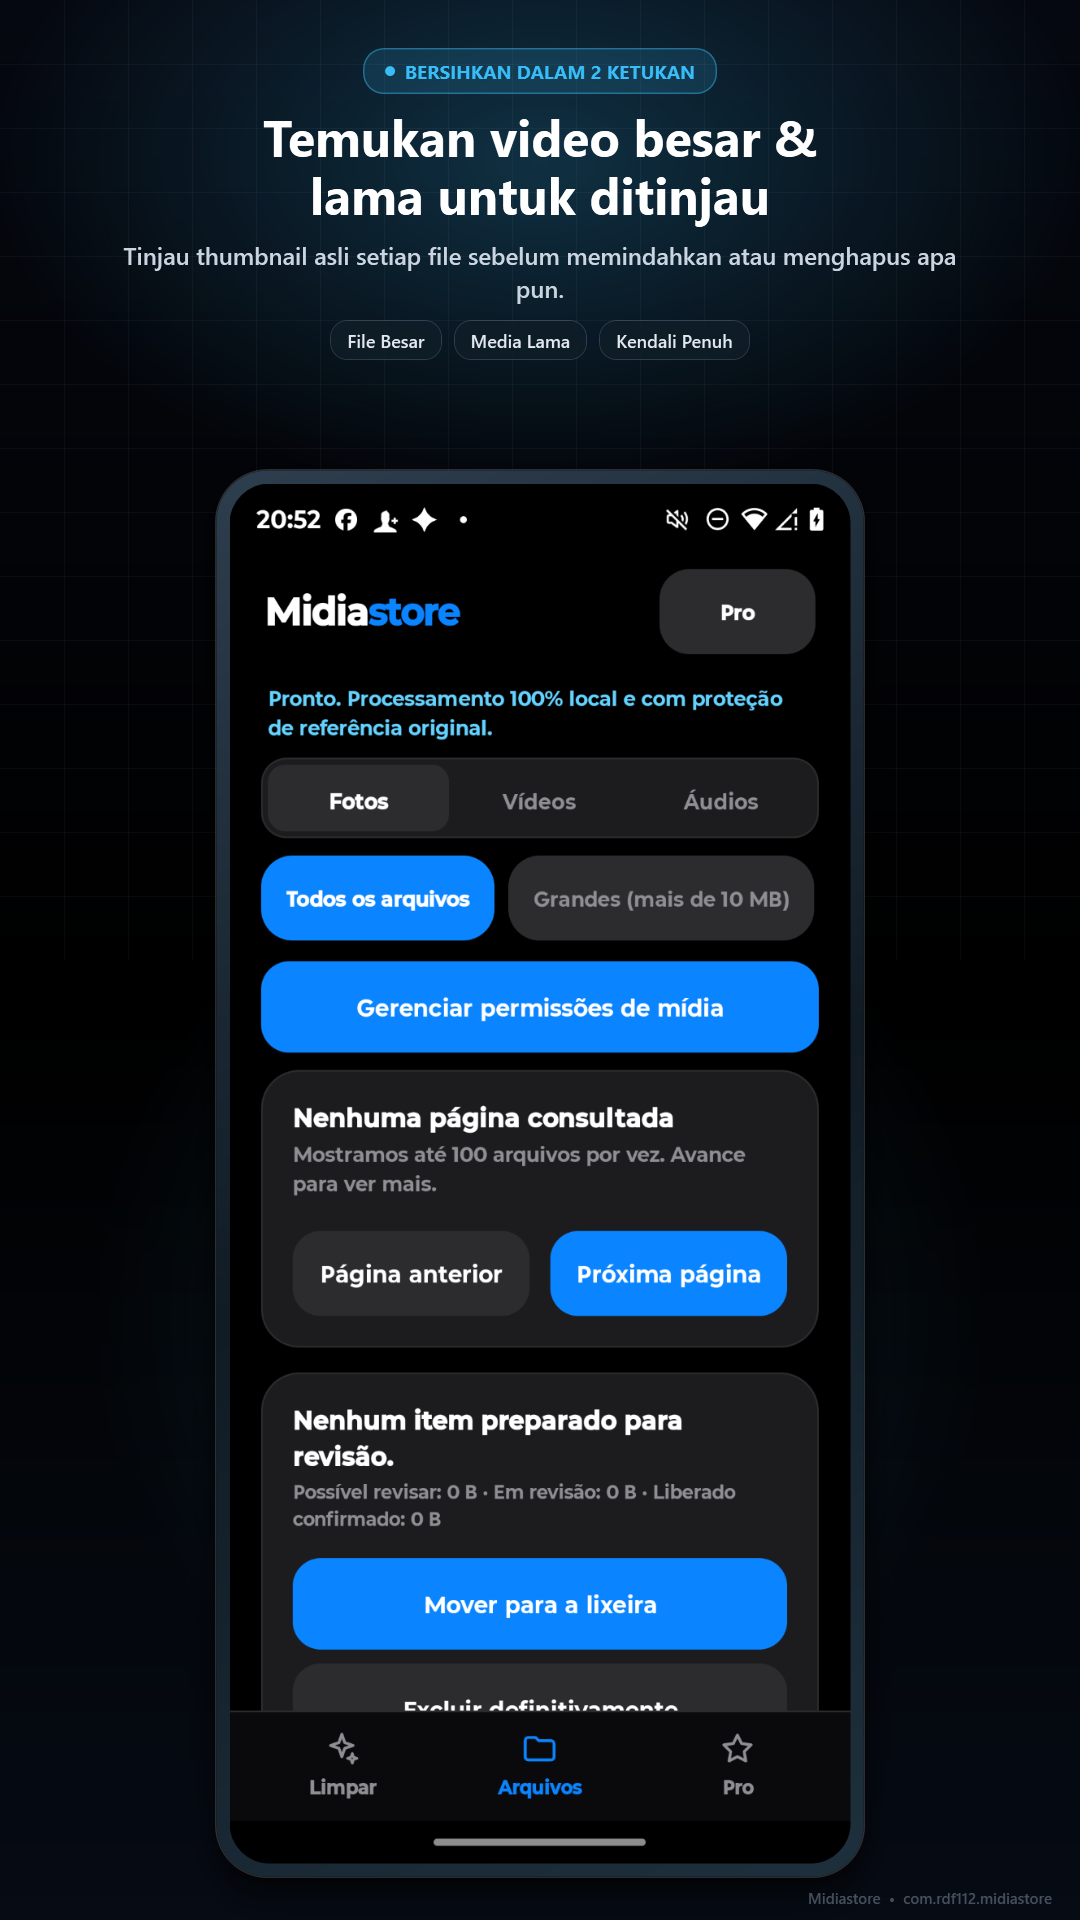 BERSIHKAN DALAM 2 KETUKAN
Temukan video besar &
lama untuk ditinjau
Tinjau thumbnail asli setiap file sebelum memindahkan atau menghapus apa
pun.
File Besar
Media Lama
Kendali Penuh
20:52
Midiastore
Pro
Pronto. Processamento 100% local e com proteção
de referência original.
Fotos
Vídeos
Áudios
Todos os arquivos
Grandes (mais de 10 MB)
Gerenciar permissões de mídia
Nenhuma página consultada
Mostramos até 100 arquivos por vez. Avance
para ver mais.
Página anterior
Próxima página
Nenhum item preparado para
revisão.
Possível revisar: 0 B · Em revisão: 0 B · Liberado
confirmado: 0 B
Mover para a lixeira
Excluir definitivamente
Limpar
Arquivos
Pro
Midiastore • com.rdf112.midiastore